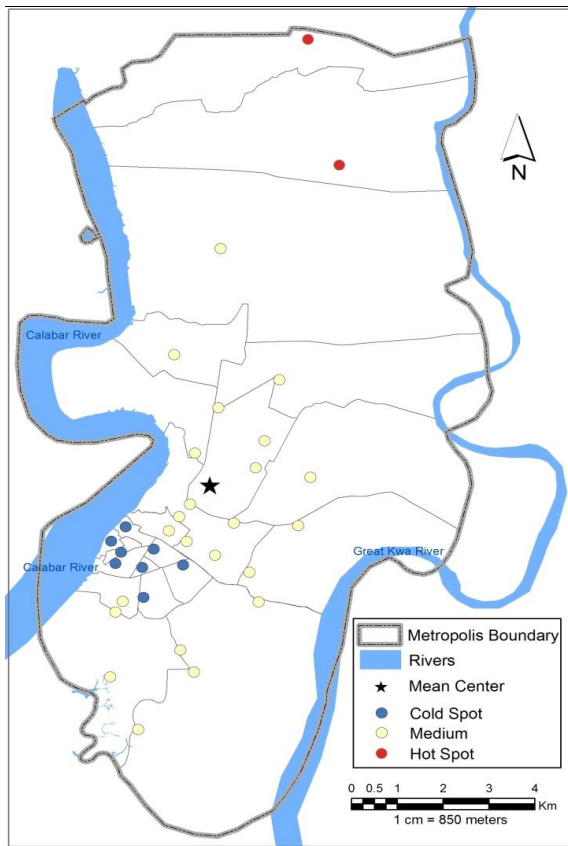 N
Calabar River
Great Kwa River
Calabar River
Metropolis Boundary
Rivers
Mean Center
Cold Spot
Medium
Hot Spot
0 0.5 1 2 3 4
Km
1 cm = 850 meters